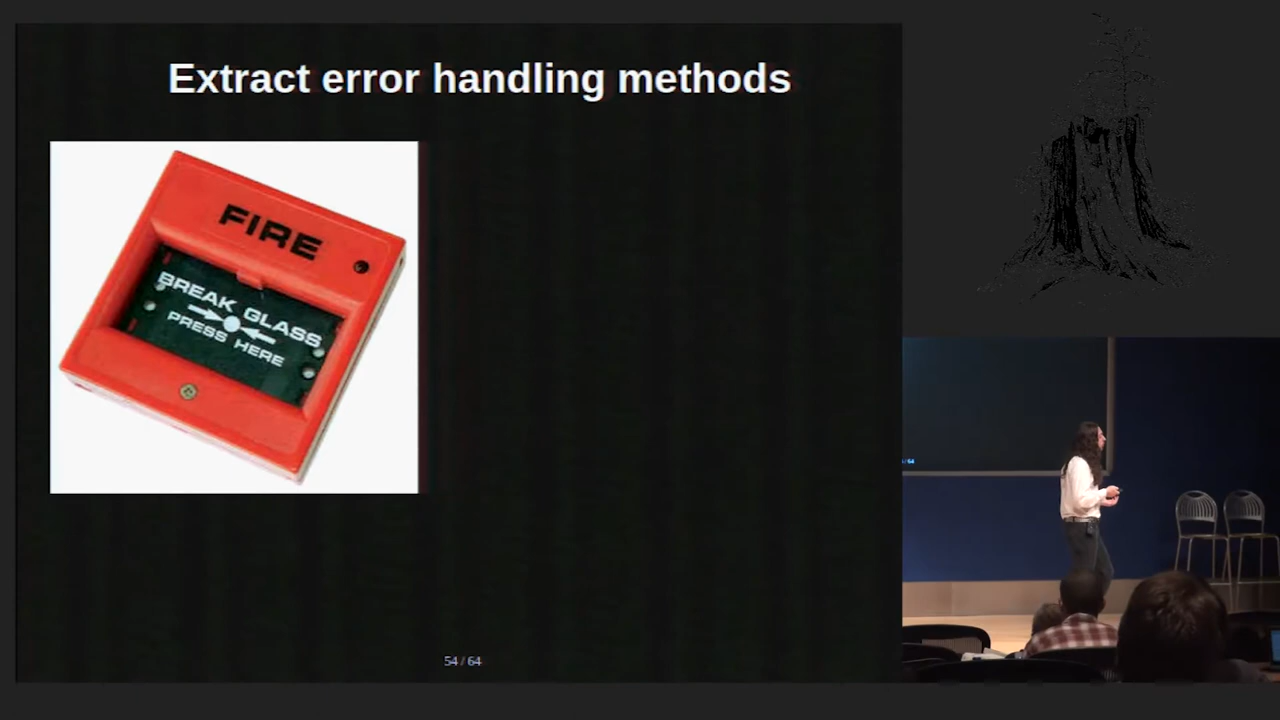 Extract error handling methods
FIRE
BREAK GLASS
PRESS HERE
54 / 64